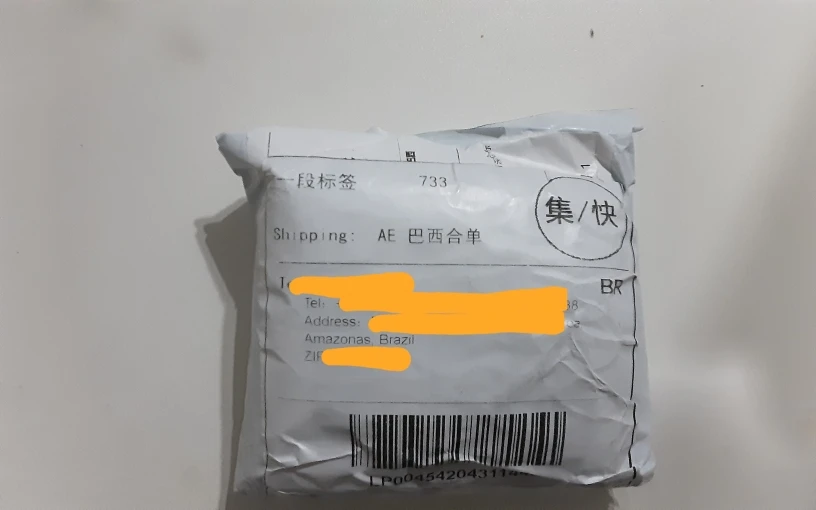 一段标签 733
集/快
Shipping: AE 巴西合单
BR
Tel:
Address:
Amazonas, Brazil
ZIP